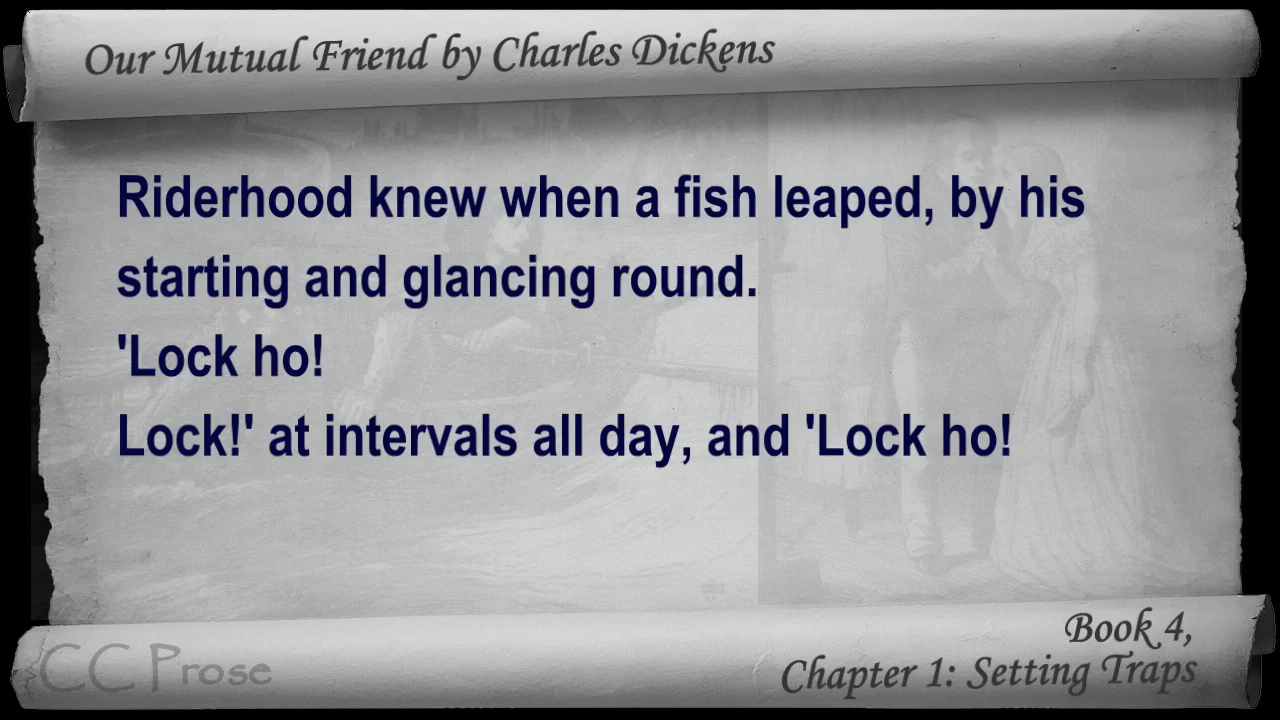 Our Mutual Friend by Charles Dickens
Riderhood knew when a fish leaped, by his
starting and glancing round.
'Lock ho!
Lock!' at intervals all day, and 'Lock ho!
CC Prose
Book 4,
Chapter 1: Setting Traps